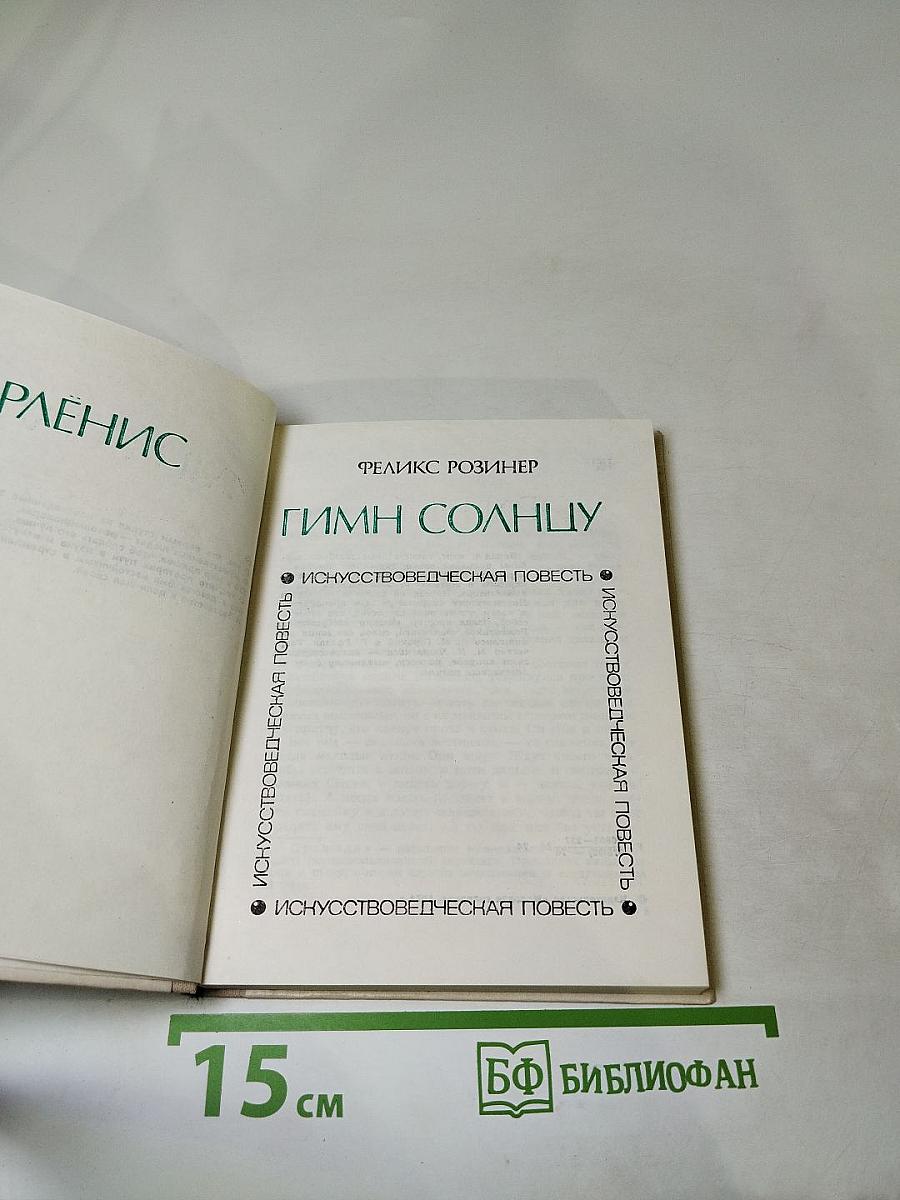 РЛЁНИС
ФЕЛИКС РОЗИНЕР
ГИМН СОЛНЦУ
ИСКУССТВОВЕДЧЕСКАЯ ПОВЕСТЬ
ИСКУССТВОВЕДЧЕСКАЯ ПОВЕСТЬ
ИСКУССТВОВЕДЧЕСКАЯ ПОВЕСТЬ
ИСКУССТВОВЕДЧЕСКАЯ ПОВЕСТЬ
15 см
БФ БИБЛИОФАН